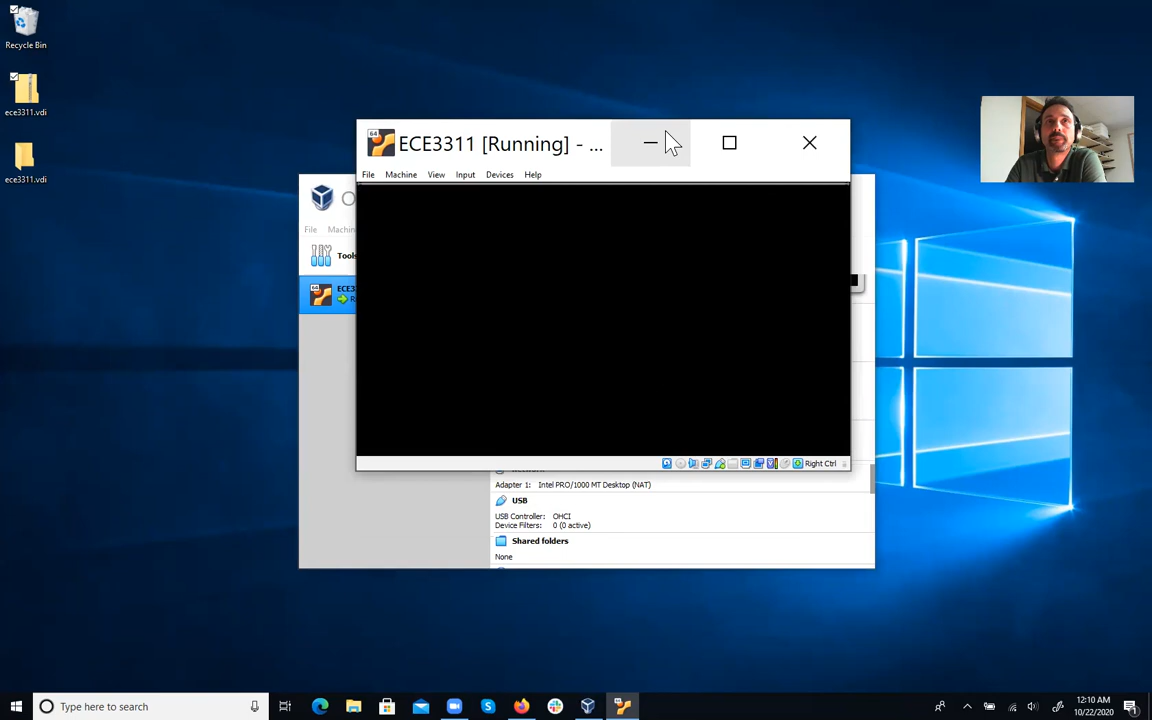 Recycle Bin
ece3311.vdi
ece3311.vdi
ECE3311 [Running] - ...
File Machine View Input Devices Help
File
Tools
Right Ctrl
Adapter 1: Intel PRO/1000 MT Desktop (NAT)
USB
USB Controller: OHCI
Device Filters: 0 (0 active)
Shared folders
None
Type here to search
12:10 AM
10/22/2020